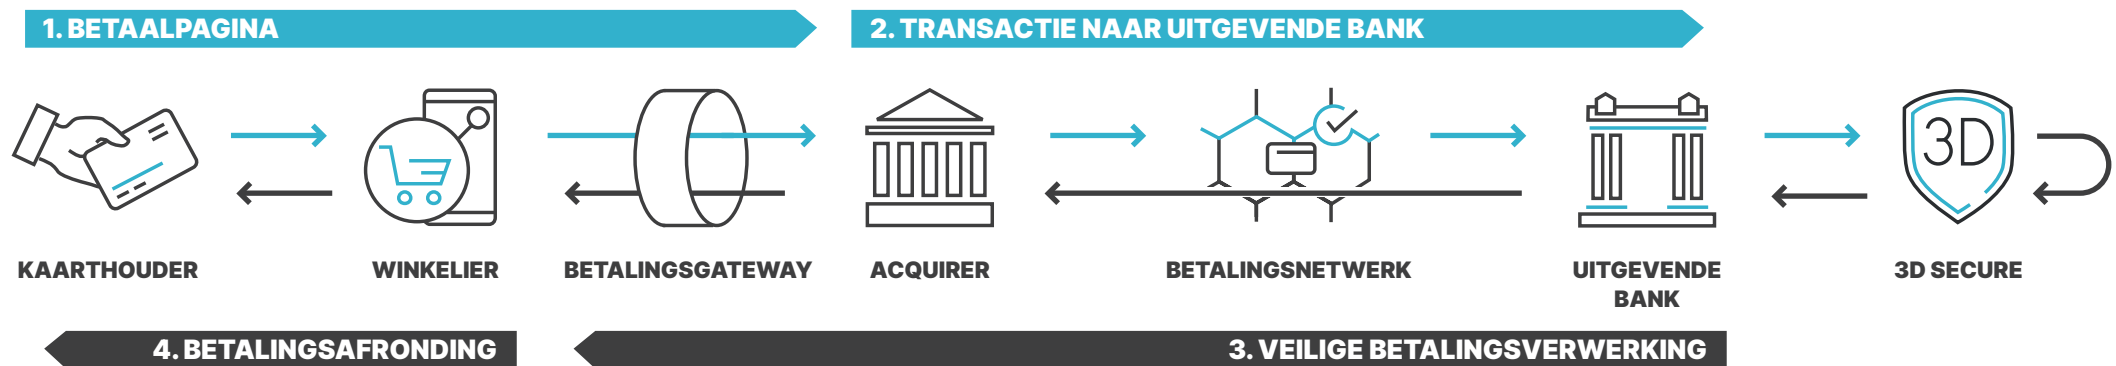 1. BETAALPAGINA
2. TRANSACTIE NAAR UITGEVENDE BANK
3D
KAARTHOUDER
WINKELIER
BETALINGSGATEWAY
ACQUIRER
BETALINGSNETWERK
UITGEVENDE
BANK
3D SECURE
4. BETALINGSAFRONDING
3. VEILIGE BETALINGSVERWERKING